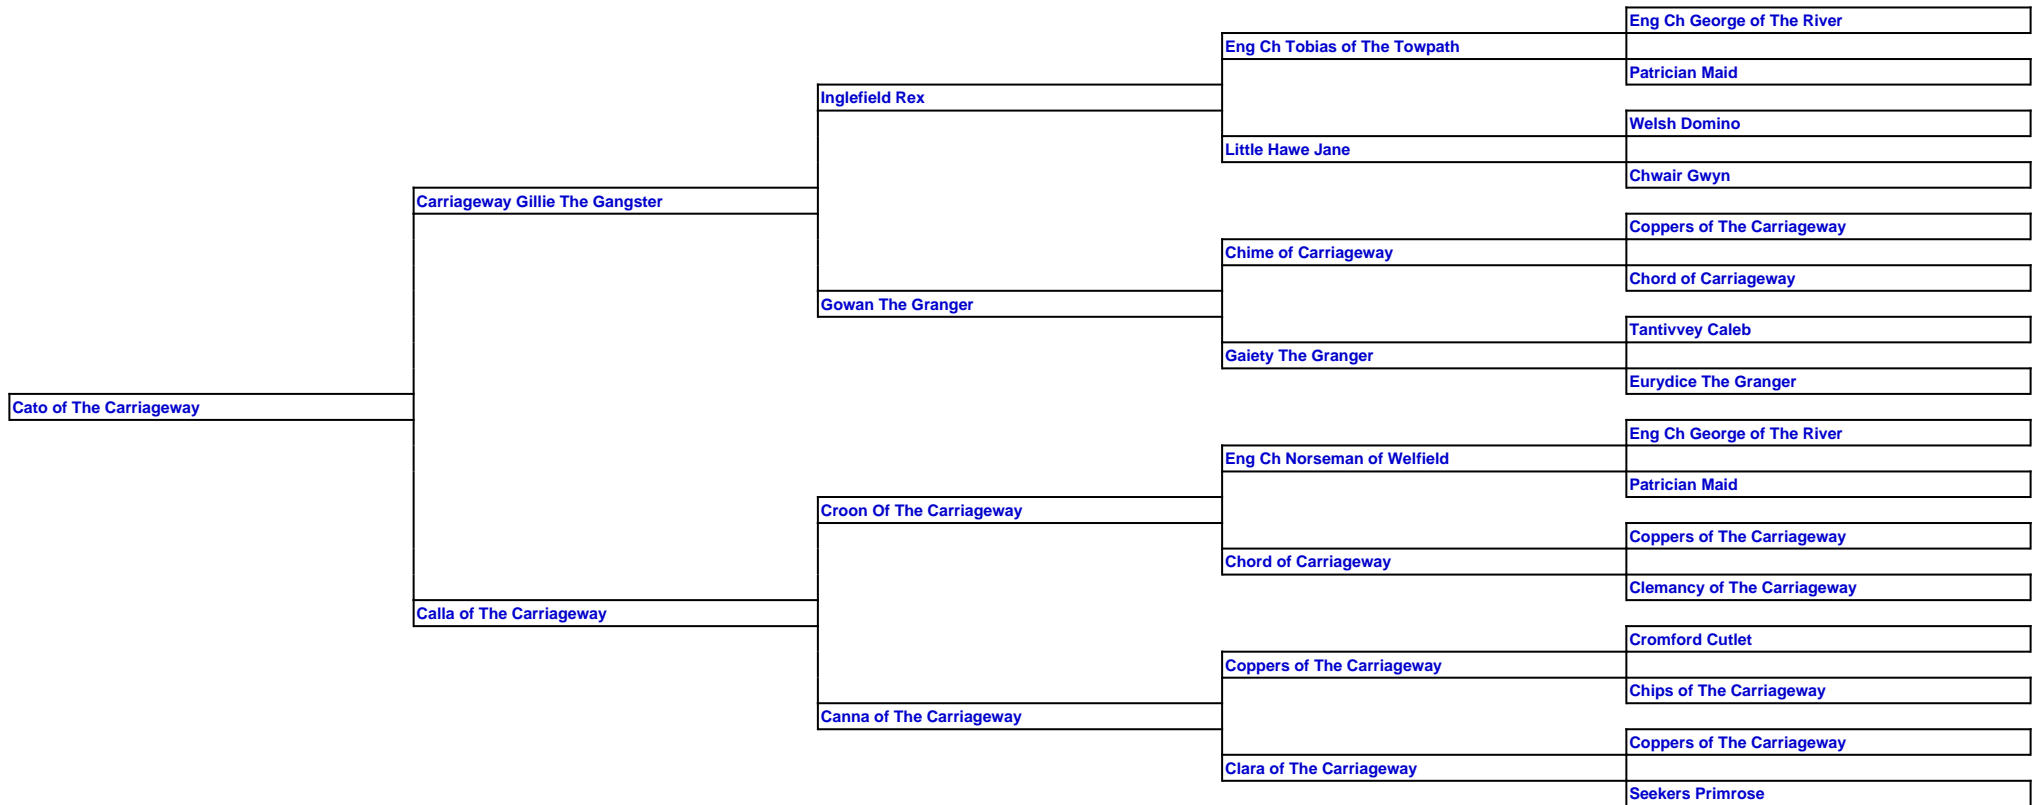 Eng Ch George of The River
Eng Ch Tobias of The Towpath
Patrician Maid
Inglefield Rex
Welsh Domino
Little Hawe Jane
Chwair Gwyn
Carriageway Gillie The Gangster
Coppers of The Carriageway
Chime of Carriageway
Chord of Carriageway
Gowan The Granger
Tantivvey Caleb
Gaiety The Granger
Eurydice The Granger
Cato of The Carriageway
Eng Ch George of The River
Eng Ch Norseman of Welfield
Patrician Maid
Croon Of The Carriageway
Coppers of The Carriageway
Chord of Carriageway
Clemancy of The Carriageway
Calla of The Carriageway
Cromford Cutlet
Coppers of The Carriageway
Chips of The Carriageway
Canna of The Carriageway
Coppers of The Carriageway
Clara of The Carriageway
Seekers Primrose